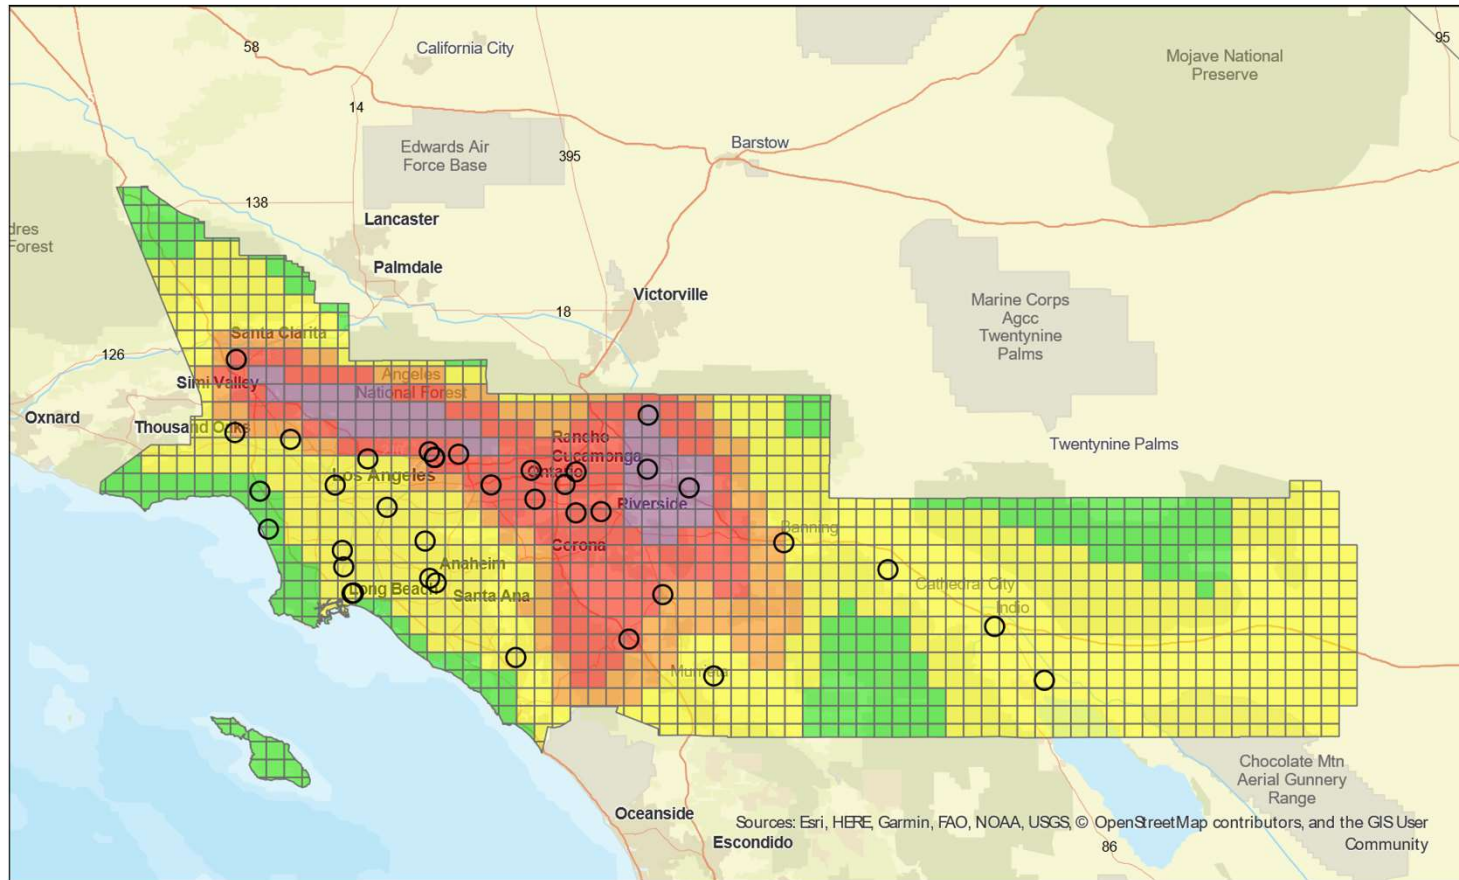 58
California City
95
Mojave National
Preserve
14
Edwards Air
Force Base
395
Barstow
138
Lancaster
dres
Forest
Palmdale
Victorville
18
Marine Corps
Agcc
Twentynine
Palms
Santa Clarita
126
Simi Valley
Angeles
National Forest
Oxnard
Thousand Oaks
Rancho
Cucamonga
Twentynine Palms
Los Angeles
Ontario
Riverside
Banning
Corona
Anaheim
Long Beach
Santa Ana
Cathedral City
Indio
Murrieta
Chocolate Mtn
Aerial Gunnery
Range
Oceanside
Escondido
Sources: Esri, HERE, Garmin, FAO, NOAA, USGS, © OpenStreetMap contributors, and the GIS User
Community
86